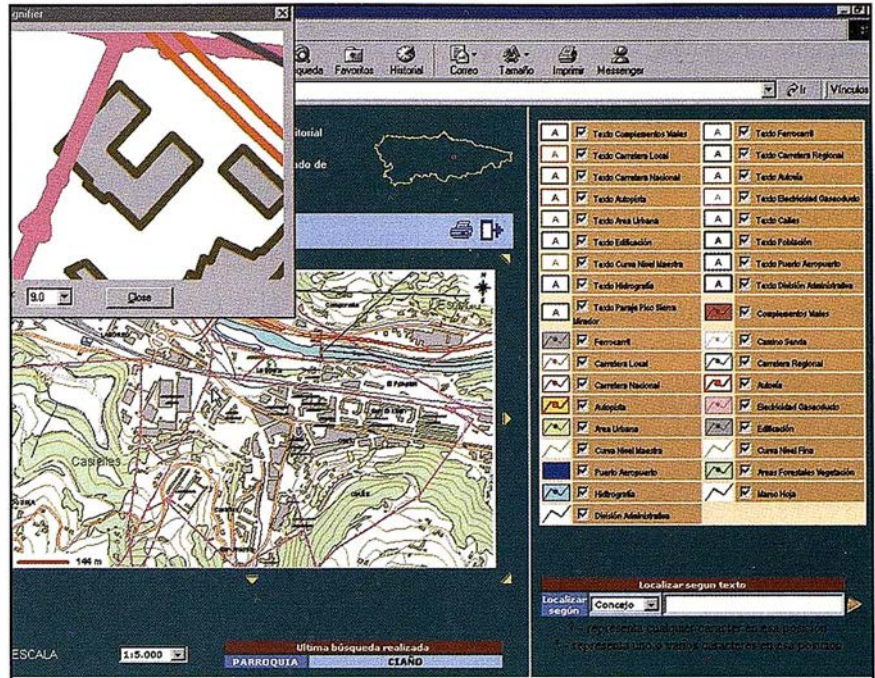 gnifier
9.0 Close
queda Favoritos Historial Correo Tamaño Imprimir Messenger
Ir Vínculos
itorial
ado de
Casielles
CIAÑO
144 m
ESCALA 1:5.000
Ultima búsqueda realizada
PARROQUIA CIAÑO
A Texto Complementos Viales A Texto Ferrocarril
A Texto Carretera Local A Texto Carretera Regional
A Texto Carretera Nacional A Texto Autovía
A Texto Autopista A Texto Electricidad Gaseoducto
A Texto Area Urbana A Texto Calles
A Texto Edificación A Texto Población
A Texto Curva Nivel Maestra A Texto Puerto Aeropuerto
A Texto Hidrografía A Texto División Administrativa
A Texto Paraje Pico Sierra Mirador
Complementos Viales
Ferrocarril Camino Senda
Carretera Local Carretera Regional
Carretera Nacional Autovía
Autopista Electricidad Gaseoducto
Area Urbana Edificación
Curva Nivel Maestra Curva Nivel Fina
Puerto Aeropuerto Areas Forestales Vegetación
Hidrografía Marco Hoja
División Administrativa
Localizar segun texto
Localizar según Concejo
- representa cualquier caracter en esa posición
* - representa uno o varios caracteres en esa posición